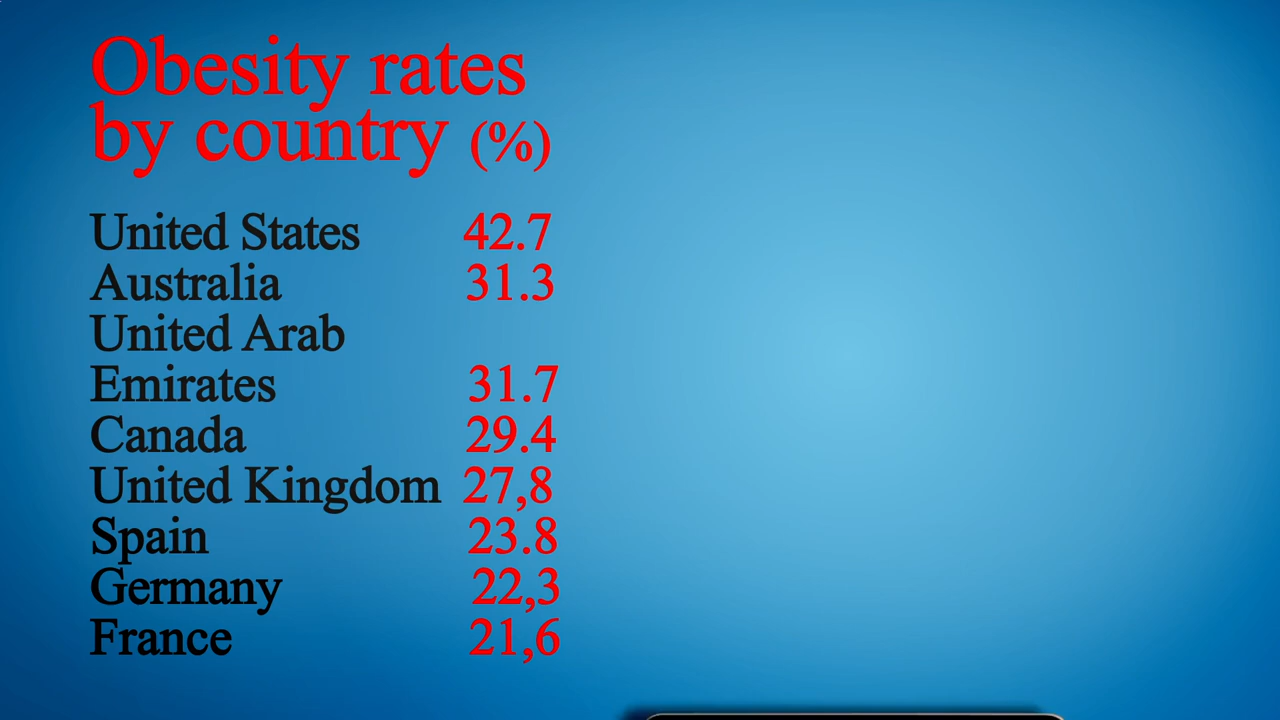 Obesity rates
by country (%)
United States 42.7
Australia 31.3
United Arab
Emirates 31.7
Canada 29.4
United Kingdom 27,8
Spain 23.8
Germany 22,3
France 21,6